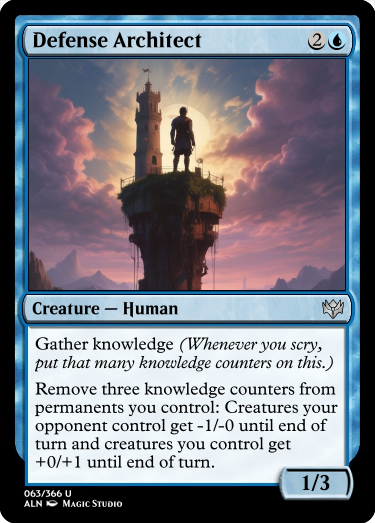 Defense Architect 2
Creature — Human
Gather knowledge (Whenever you scry,
put that many knowledge counters on this.)
Remove three knowledge counters from
permanents you control: Creatures your
opponent control get -1/-0 until end of
turn and creatures you control get
+0/+1 until end of turn.
1/3
063/366 U
ALN ✒ Magic Studio